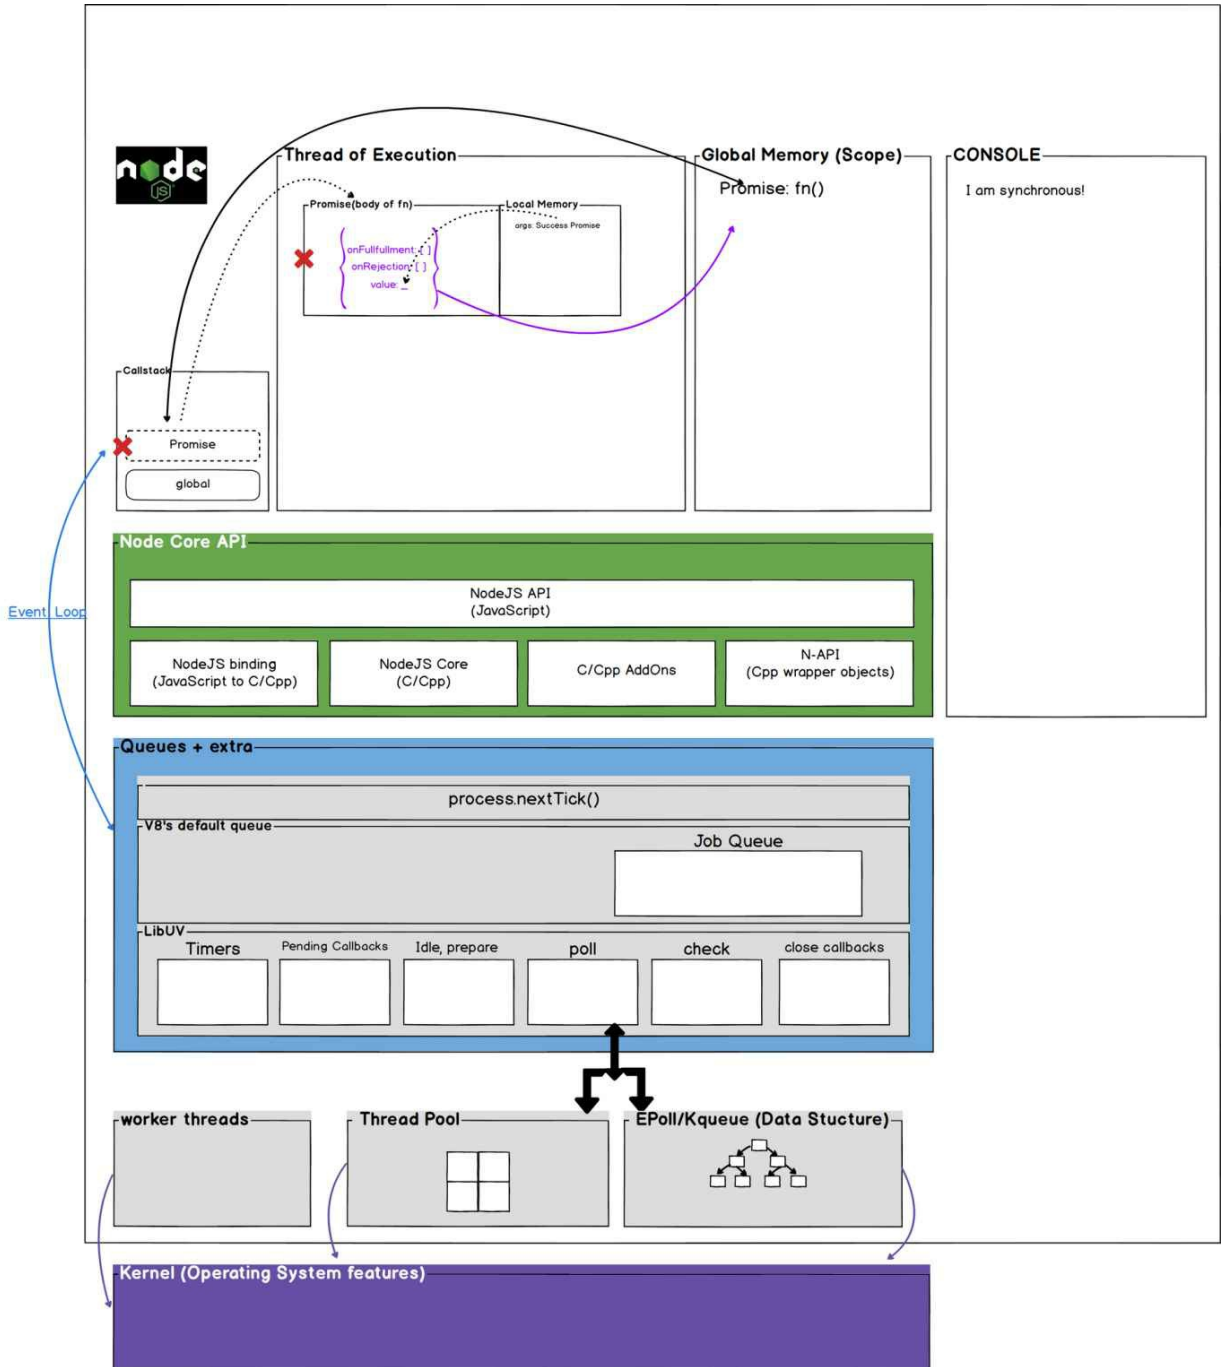 node
JS
Thread of Execution
Global Memory (Scope)
CONSOLE
Promise: fn()
I am synchronous!
Promise(body of fn)
Local Memory
args: Success Promise
onFullfullment: [ ]
onRejection: [ ]
value: _
Callstack
Promise
global
Event Loop
Node Core API
NodeJS API
(JavaScript)
NodeJS binding
(JavaScript to C/Cpp)
NodeJS Core
(C/Cpp)
C/Cpp AddOns
N-API
(Cpp wrapper objects)
Queues + extra
process.nextTick()
V8's default queue
Job Queue
LibUV
Timers
Pending Callbacks
Idle, prepare
poll
check
close callbacks
worker threads
Thread Pool
EPoll/Kqueue (Data Stucture)
Kernel (Operating System features)